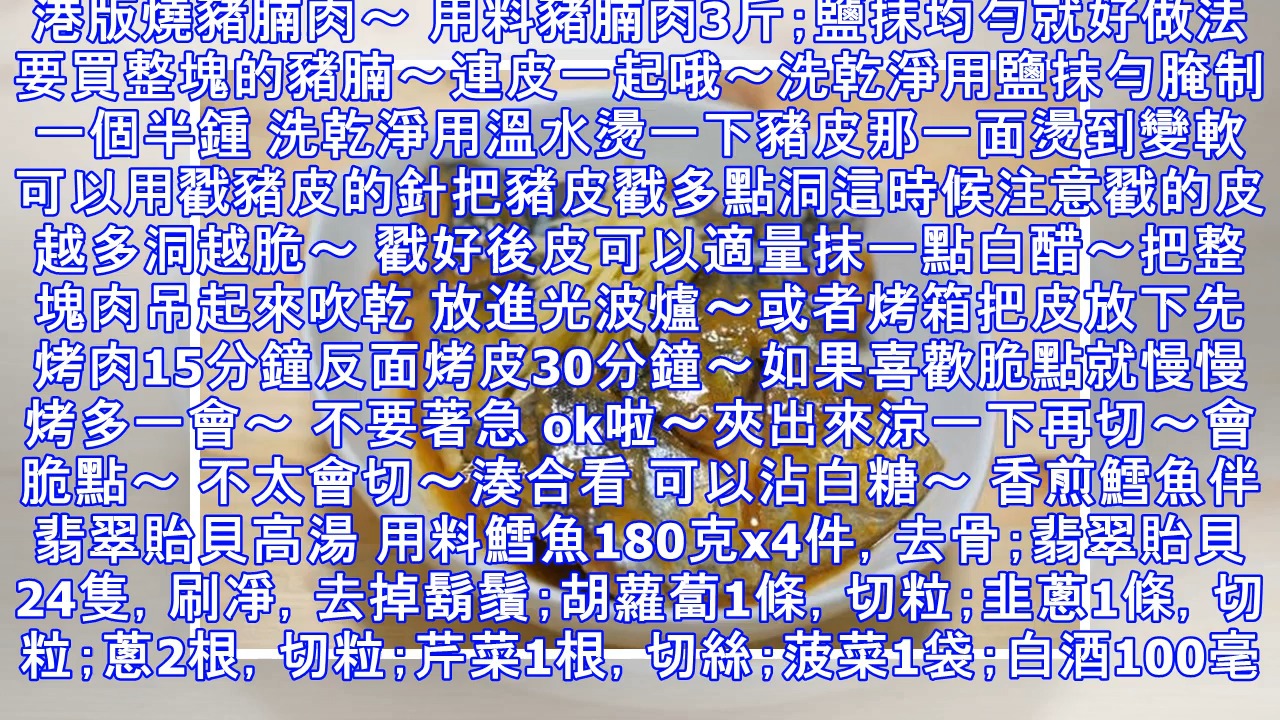 港版燒豬腩肉～ 用料豬腩肉3斤;鹽抹均勻就好做法
要買整塊的豬腩～連皮一起哦～洗乾淨用鹽抹勻腌制
一個半鍾 洗乾淨用溫水燙一下豬皮那一面燙到變軟
可以用戳豬皮的針把豬皮戳多點洞這時候注意戳的皮
越多洞越脆～ 戳好後皮可以適量抹一點白醋～把整
塊肉吊起來吹乾 放進光波爐～或者烤箱把皮放下先
烤肉15分鐘反面烤皮30分鐘～如果喜歡脆點就慢慢
烤多一會～ 不要著急 ok啦～夾出來涼一下再切～會
脆點～ 不太會切～湊合看 可以沾白糖～ 香煎鱈魚伴
翡翠貽貝高湯 用料鱈魚180克x4件, 去骨;翡翠貽貝
24隻, 刷凈, 去掉鬍鬚;胡蘿蔔1條, 切粒;韭蔥1條, 切
粒;蔥2根, 切粒;芹菜1根, 切絲;菠菜1袋;白酒100毫